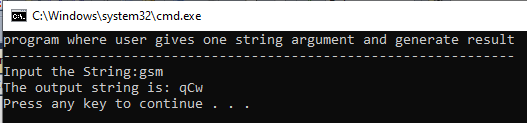 C:\Windows\system32\cmd.exe
program where user gives one string argument and generate result
----------------------------------------------------------------
Input the String:gsm
The output string is: qCw
Press any key to continue . . .